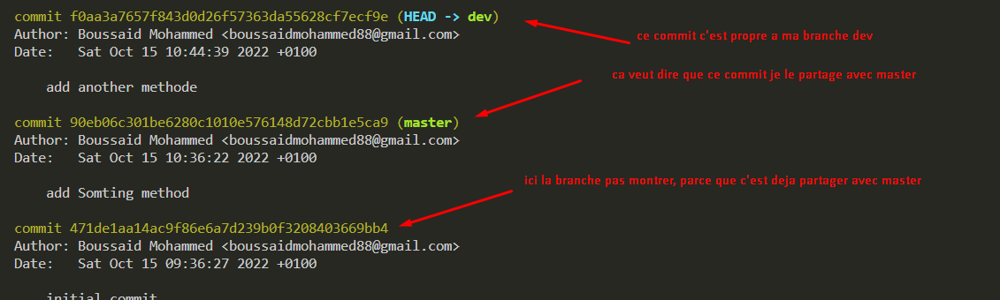 commit f0aa3a7657f843d0d26f57363da55628cf7ecf9e (HEAD -> dev)
Author: Boussaid Mohammed <boussaidmohammed88@gmail.com>
ce commit c'est propre a ma branche dev
Date: Sat Oct 15 10:44:39 2022 +0100
ca veut dire que ce commit je le partage avec master
add another methode
commit 90eb06c301be6280c1010e576148d72cbb1e5ca9 (master)
Author: Boussaid Mohammed <boussaidmohammed88@gmail.com>
Date: Sat Oct 15 10:36:22 2022 +0100
ici la branche pas montrer, parce que c'est deja partager avec master
add Somting method
commit 471de1aa14ac9f86e6a7d239b0f3208403669bb4
Author: Boussaid Mohammed <boussaidmohammed88@gmail.com>
Date: Sat Oct 15 09:36:27 2022 +0100
initial commit